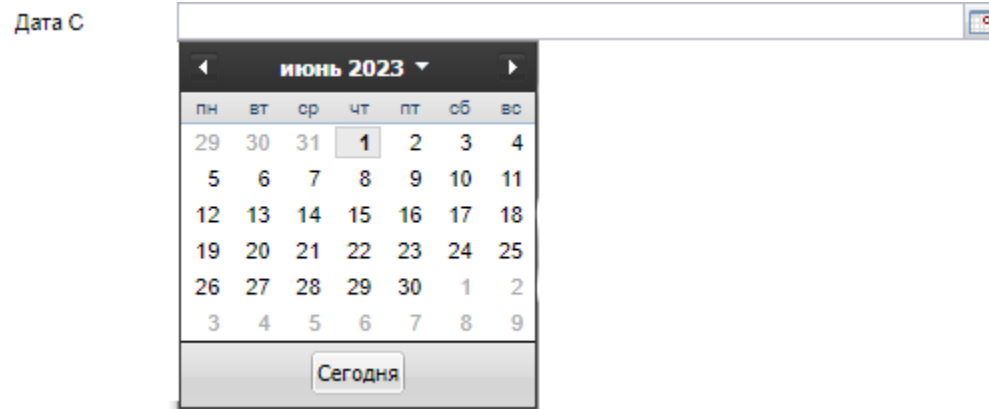 Дата С
июнь 2023
пн вт ср чт пт сб вс
29 30 31 1 2 3 4
5 6 7 8 9 10 11
12 13 14 15 16 17 18
19 20 21 22 23 24 25
26 27 28 29 30 1 2
3 4 5 6 7 8 9
Сегодня